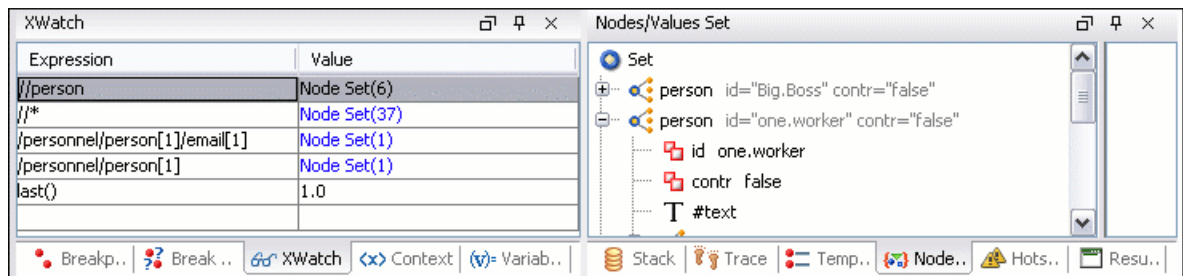 XWatch
Expression Value
//person Node Set(6)
//* Node Set(37)
/personnel/person[1]/email[1] Node Set(1)
/personnel/person[1] Node Set(1)
last() 1.0
Breakp.. Break .. XWatch <x> Context (v)= Variab..
Nodes/Values Set
Set
person id="Big.Boss" contr="false"
person id="one.worker" contr="false"
id one.worker
contr false
T #text
Stack Trace Temp.. Node.. Hots.. Resu..